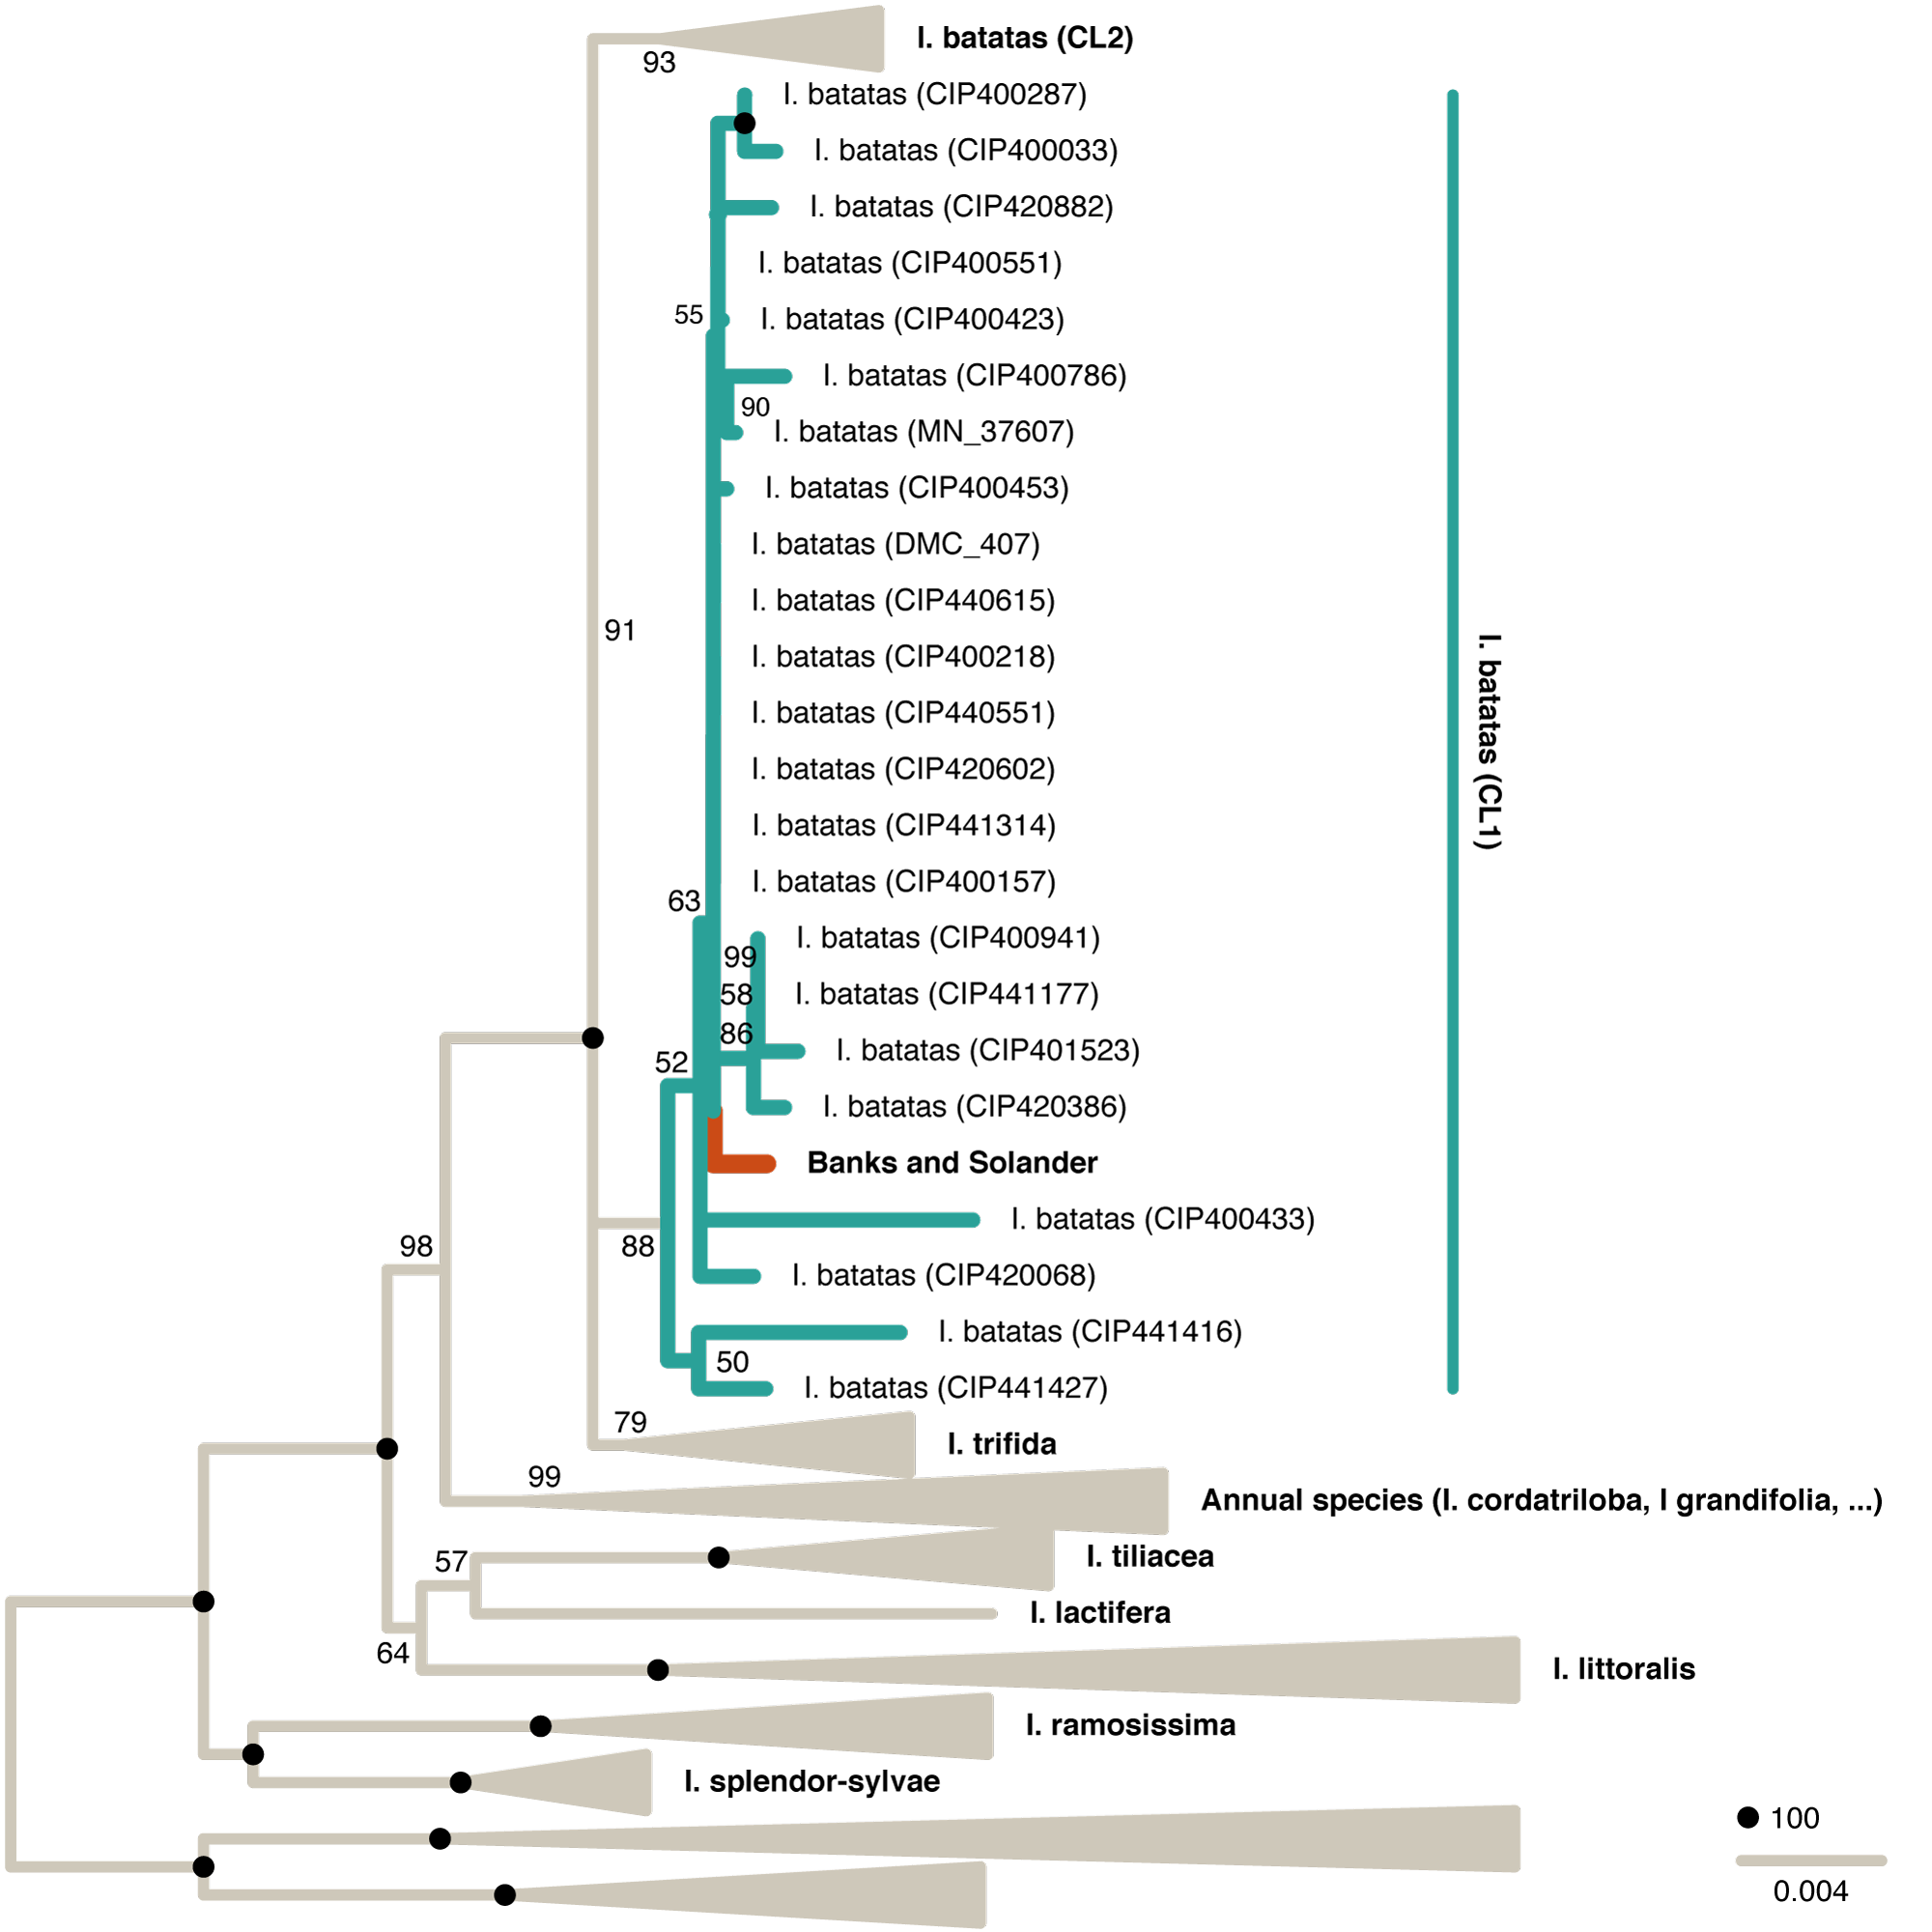 I. batatas (CL2)
93
I. batatas (CIP400287)
I. batatas (CIP400033)
I. batatas (CIP420882)
I. batatas (CIP400551)
55
I. batatas (CIP400423)
I. batatas (CIP400786)
90
I. batatas (MN_37607)
I. batatas (CIP400453)
I. batatas (DMC_407)
I. batatas (CIP440615)
91
I. batatas (CIP400218)
I. batatas (CIP440551)
I. batatas (CL1)
I. batatas (CIP420602)
I. batatas (CIP441314)
I. batatas (CIP400157)
63
I. batatas (CIP400941)
99
58
I. batatas (CIP441177)
86
I. batatas (CIP401523)
52
I. batatas (CIP420386)
Banks and Solander
I. batatas (CIP400433)
98
88
I. batatas (CIP420068)
I. batatas (CIP441416)
50
I. batatas (CIP441427)
79
I. trifida
99
Annual species (I. cordatriloba, I grandifolia, ...)
57
I. tiliacea
I. lactifera
64
I. littoralis
I. ramosissima
I. splendor-sylvae
100
0.004